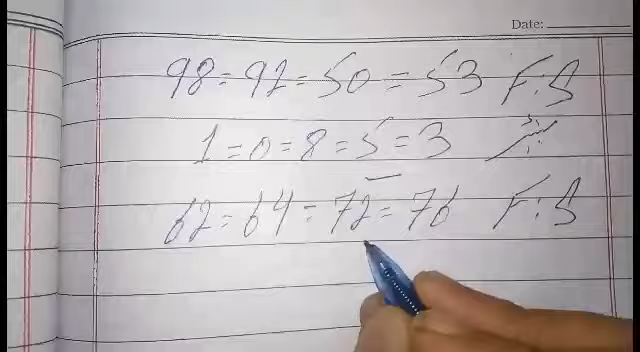 Date:
98 = 92 = 50 = 53 F.S
1 = 0 = 8 = 5 = 3
62 = 64 = 72 = 76 F.S